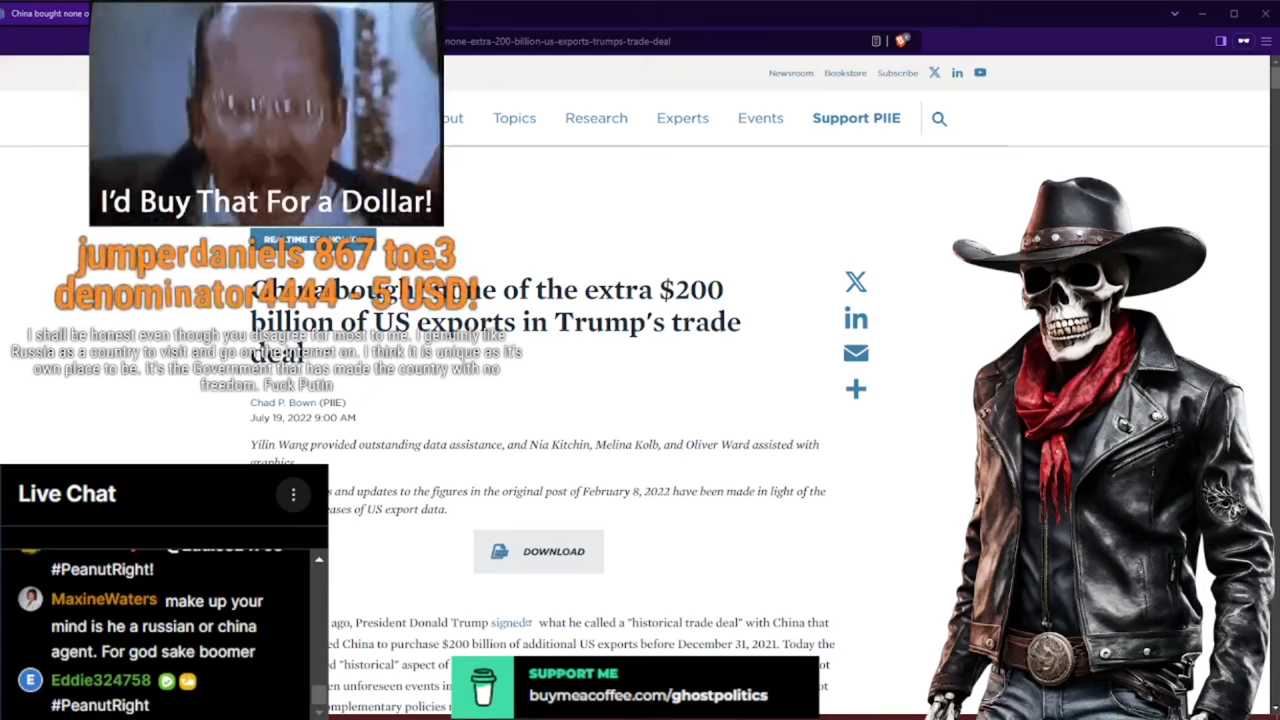 China bought none o
none-extra-200-billion-us-exports-trumps-trade-deal
Newsroom Bookstore Subscribe
out Topics Research Experts Events Support PIIE
I'd Buy That For a Dollar!
REALTIME
jumperdaniels 867 toe3
denominator4444 - 5 USD!
China bought none of the extra $200
billion of US exports in Trump's trade
deal
I shall be honest even though you disagree for most to me. I genuinly like
Russia as a country to visit and go on the internet on. I think it is unique as it's
own place to be. It's the Government that has made the country with no
freedom. Fuck Putin
Chad P. Bown (PIIE)
July 19, 2022 9:00 AM
Yilin Wang provided outstanding data assistance, and Nia Kitchin, Melina Kolb, and Oliver Ward assisted with
graphics.
s and updates to the figures in the original post of February 8, 2022 have been made in light of the
eases of US export data.
DOWNLOAD
ago, President Donald Trump signed what he called a "historical trade deal" with China that
ed China to purchase $200 billion of additional US exports before December 31, 2021. Today the
d "historical" aspect of
en unforeseen events in
mplementary policies
Live Chat
#PeanutRight!
MaxineWaters make up your
mind is he a russian or china
agent. For god sake boomer
E Eddie324758
#PeanutRight
SUPPORT ME
buymeacoffee.com/ghostpolitics